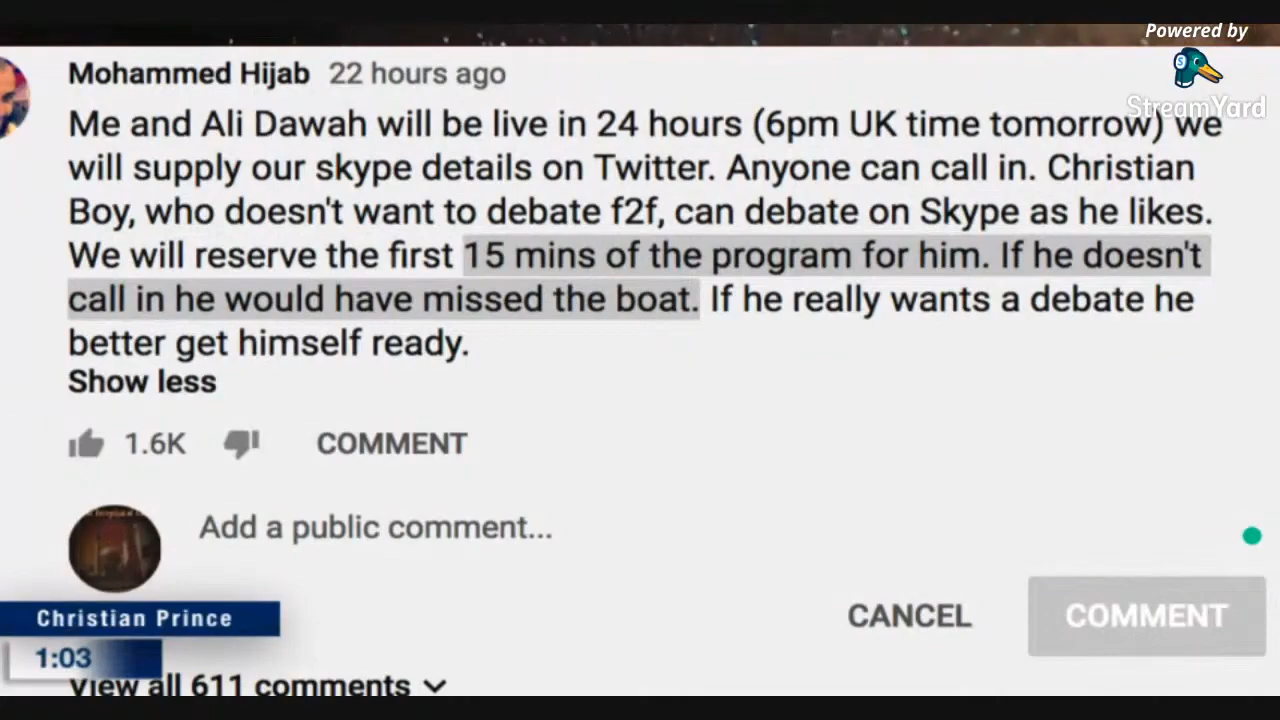 Powered by
StreamYard
Mohammed Hijab 22 hours ago
Me and Ali Dawah will be live in 24 hours (6pm UK time tomorrow) we
will supply our skype details on Twitter. Anyone can call in. Christian
Boy, who doesn't want to debate f2f, can debate on Skype as he likes.
We will reserve the first 15 mins of the program for him. If he doesn't
call in he would have missed the boat. If he really wants a debate he
better get himself ready.
Show less
1.6K COMMENT
Add a public comment...
CANCEL COMMENT
Christian Prince
1:03
View all 611 comments